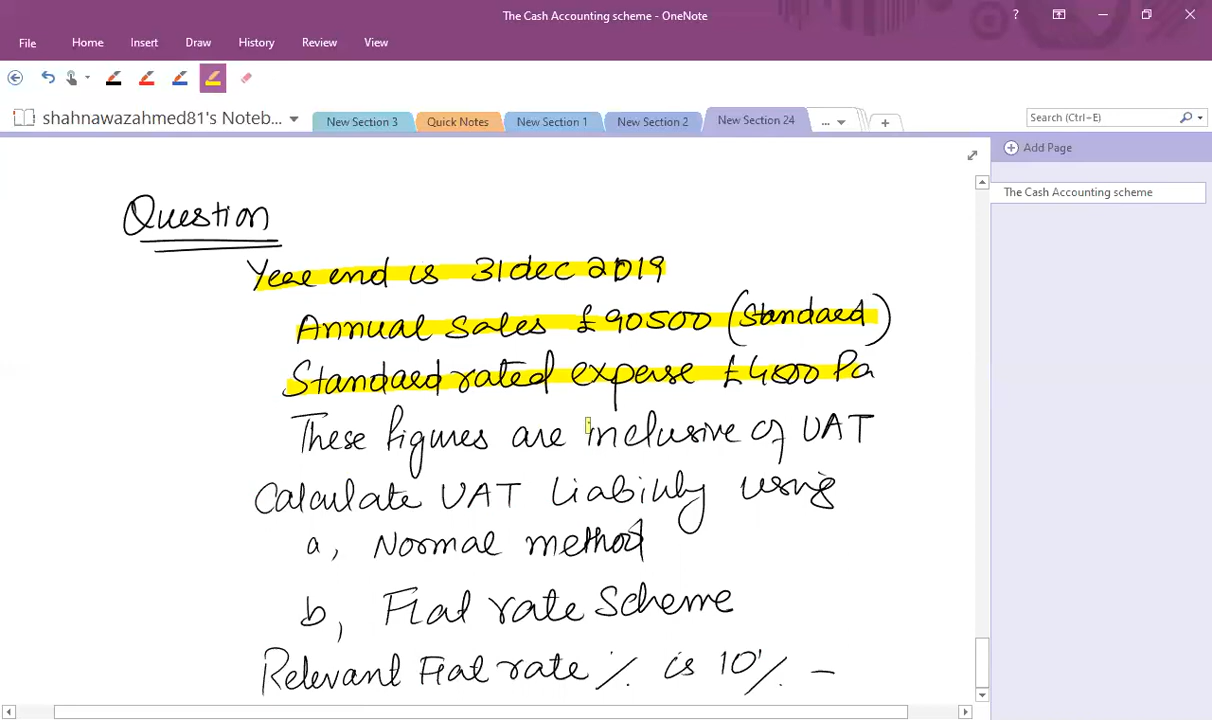 The Cash Accounting scheme - OneNote
?
File Home Insert Draw History Review View
shahnawazahmed81's Noteb...
New Section 3
Quick Notes
New Section 1
New Section 2
New Section 24
...
Search (Ctrl+E)
Add Page
The Cash Accounting scheme
Question
Year end is 31 dec 2019
Annual Sales £90500 (Standard)
Standard rated expense £4800 Pa
These figures are inclusive of VAT
Calculate VAT Liability using
a, Normal method
b, Flat rate Scheme
Relevant Flat rate % is 10% —